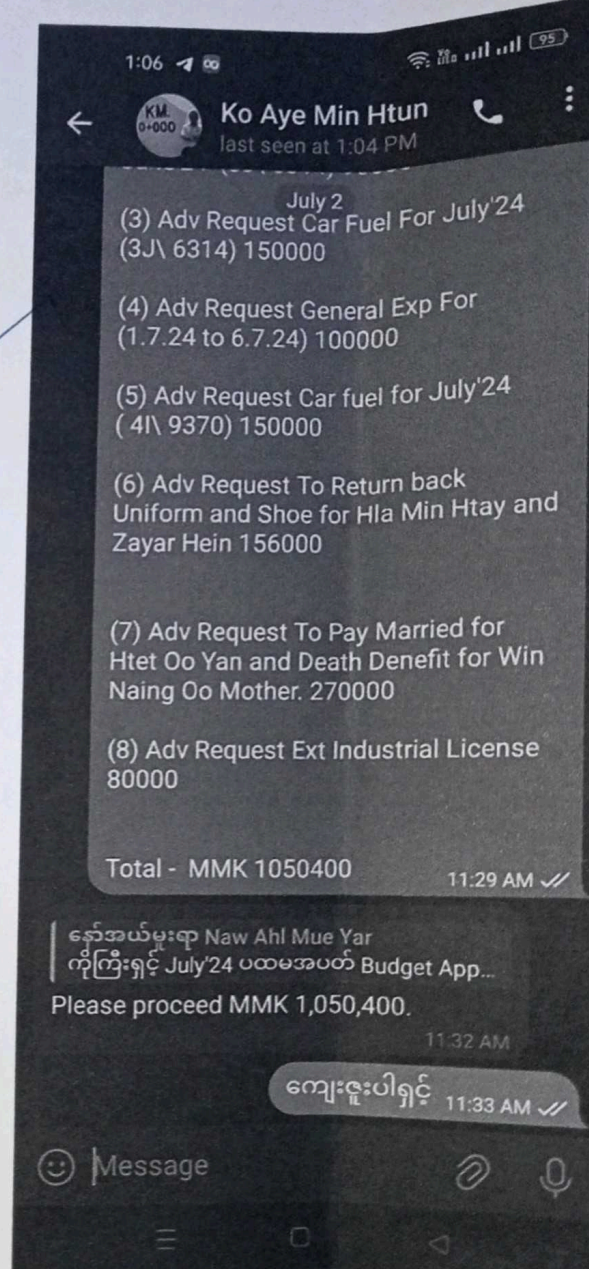 1:06
95
KM.
0+000
Ko Aye Min Htun
last seen at 1:04 PM
July 2
(3) Adv Request Car Fuel For July'24
(3J\ 6314) 150000
(4) Adv Request General Exp For
(1.7.24 to 6.7.24) 100000
(5) Adv Request Car fuel for July'24
( 4I\ 9370) 150000
(6) Adv Request To Return back
Uniform and Shoe for Hla Min Htay and
Zayar Hein 156000
(7) Adv Request To Pay Married for
Htet Oo Yan and Death Denefit for Win
Naing Oo Mother. 270000
(8) Adv Request Ext Industrial License
80000
Total - MMK 1050400
11:29 AM
နော်အယ်မူးရာ Naw Ahl Mue Yar
ကိုကြီးရှင့် July'24 ပထမအပတ် Budget App...
Please proceed MMK 1,050,400.
11:32 AM
ကျေးဇူးပါရှင့် 11:33 AM
Message